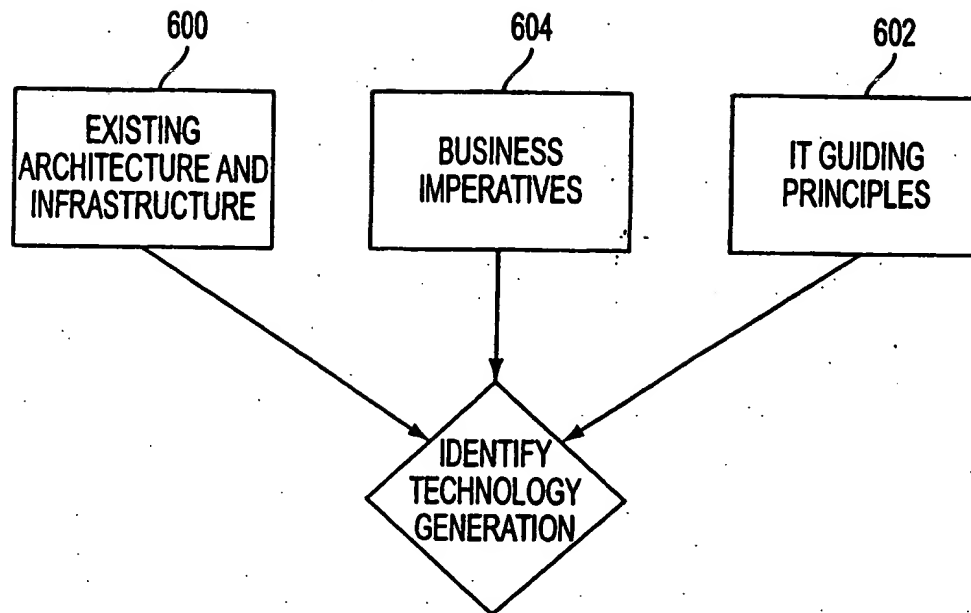 600
604
602
EXISTING
ARCHITECTURE AND
INFRASTRUCTURE
BUSINESS
IMPERATIVES
IT GUIDING
PRINCIPLES
IDENTIFY
TECHNOLOGY
GENERATION